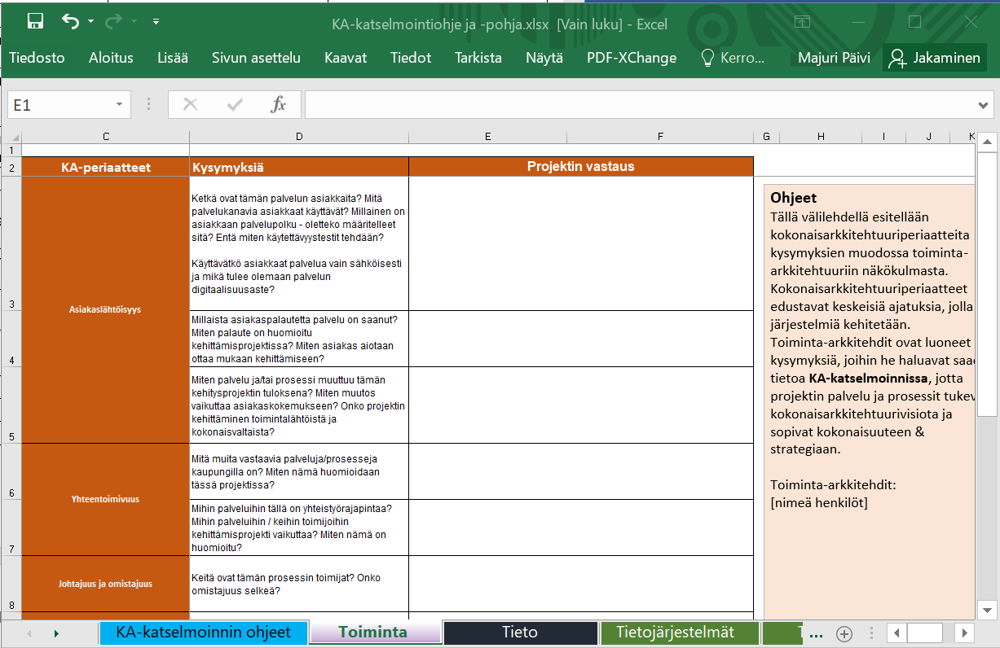 KA-katselmointiohje ja -pohja.xlsx [Vain luku] - Excel
Tiedosto Aloitus Lisää Sivun asettelu Kaavat Tiedot Tarkista Näytä PDF-XChange Kerro... Majuri Päivi Jakaminen
E1 fx
C D E F G H I J K
1
2 KA-periaatteet Kysymyksiä Projektin vastaus
Ketkä ovat tämän palvelun asiakkaita? Mitä
palvelukanavia asiakkaat käyttävät? Millainen on
asiakkaan palvelupolku - oletteko määritelleet
sitä? Entä miten käytettävyystestit tehdään?
Käyttävätkö asiakkaat palvelua vain sähköisesti
ja mikä tulee olemaan palvelun
digitaalisuusaste?
3
Asiakaslähtöisyys
Millaista asiakaspalautetta palvelu on saanut?
Miten palaute on huomioitu
kehittämisprojektissa? Miten asiakas aiotaan
ottaa mukaan kehittämiseen?
4
Miten palvelu ja/tai prosessi muuttuu tämän
kehitysprojektin tuloksena? Miten muutos
vaikuttaa asiakaskokemukseen? Onko projektin
kehittäminen toimintalähtöistä ja
kokonaisvaltaista?
5
Mitä muita vastaavia palveluja/prosesseja
kaupungilla on? Miten nämä huomioidaan
tässä projektissa?
6
Yhteentoimivuus
Mihin palveluihin tällä on yhteistyörajapintaa?
Mihin palveluihin / keihin toimijoihin
kehittämisprojekti vaikuttaa? Miten nämä on
huomioitu?
7
Johtajuus ja omistajuus
Keitä ovat tämän prosessin toimijat? Onko
omistajuus selkeä?
8
Ohjeet
Tällä välilehdellä esitellään
kokonaisarkkitehtuuriperiaatteita
kysymyksien muodossa toiminta-
arkkitehtuuriin näkökulmasta.
Kokonaisarkkitehtuuriperiaatteet
edustavat keskeisiä ajatuksia, jolla
järjestelmiä kehitetään.
Toiminta-arkkitehdit ovat luoneet
kysymyksiä, joihin he haluavat saa
tietoa KA-katselmoinnissa, jotta
projektin palvelu ja prosessit tukev
kokonaisarkkitehtuurivisiota ja
sopivat kokonaisuuteen &
strategiaan.
Toiminta-arkkitehdit:
[nimeä henkilöt]
KA-katselmoinnin ohjeet Toiminta Tieto Tietojärjestelmät ...